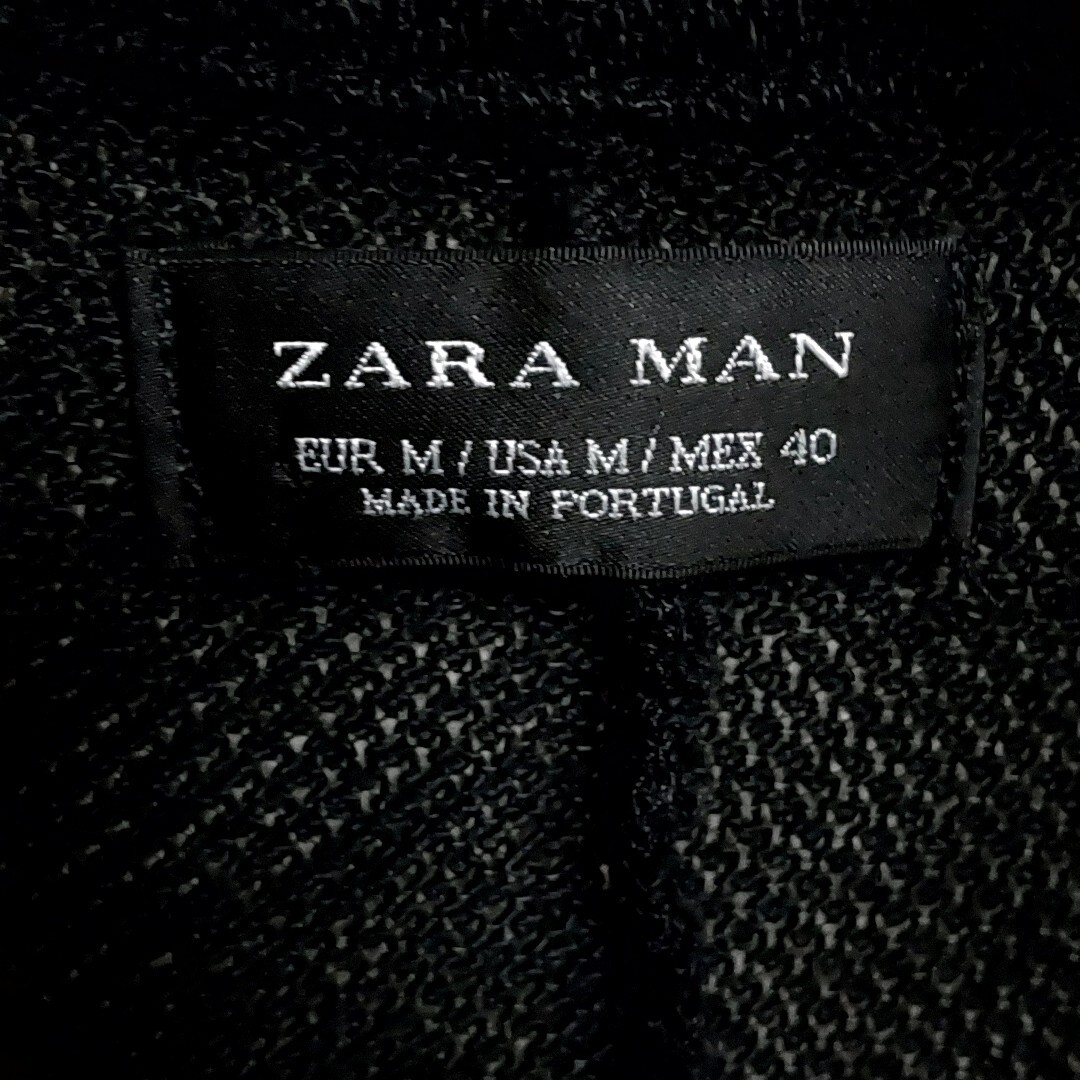 ZARA MAN
EUR M / USA M / MEX 40
MADE IN PORTUGAL